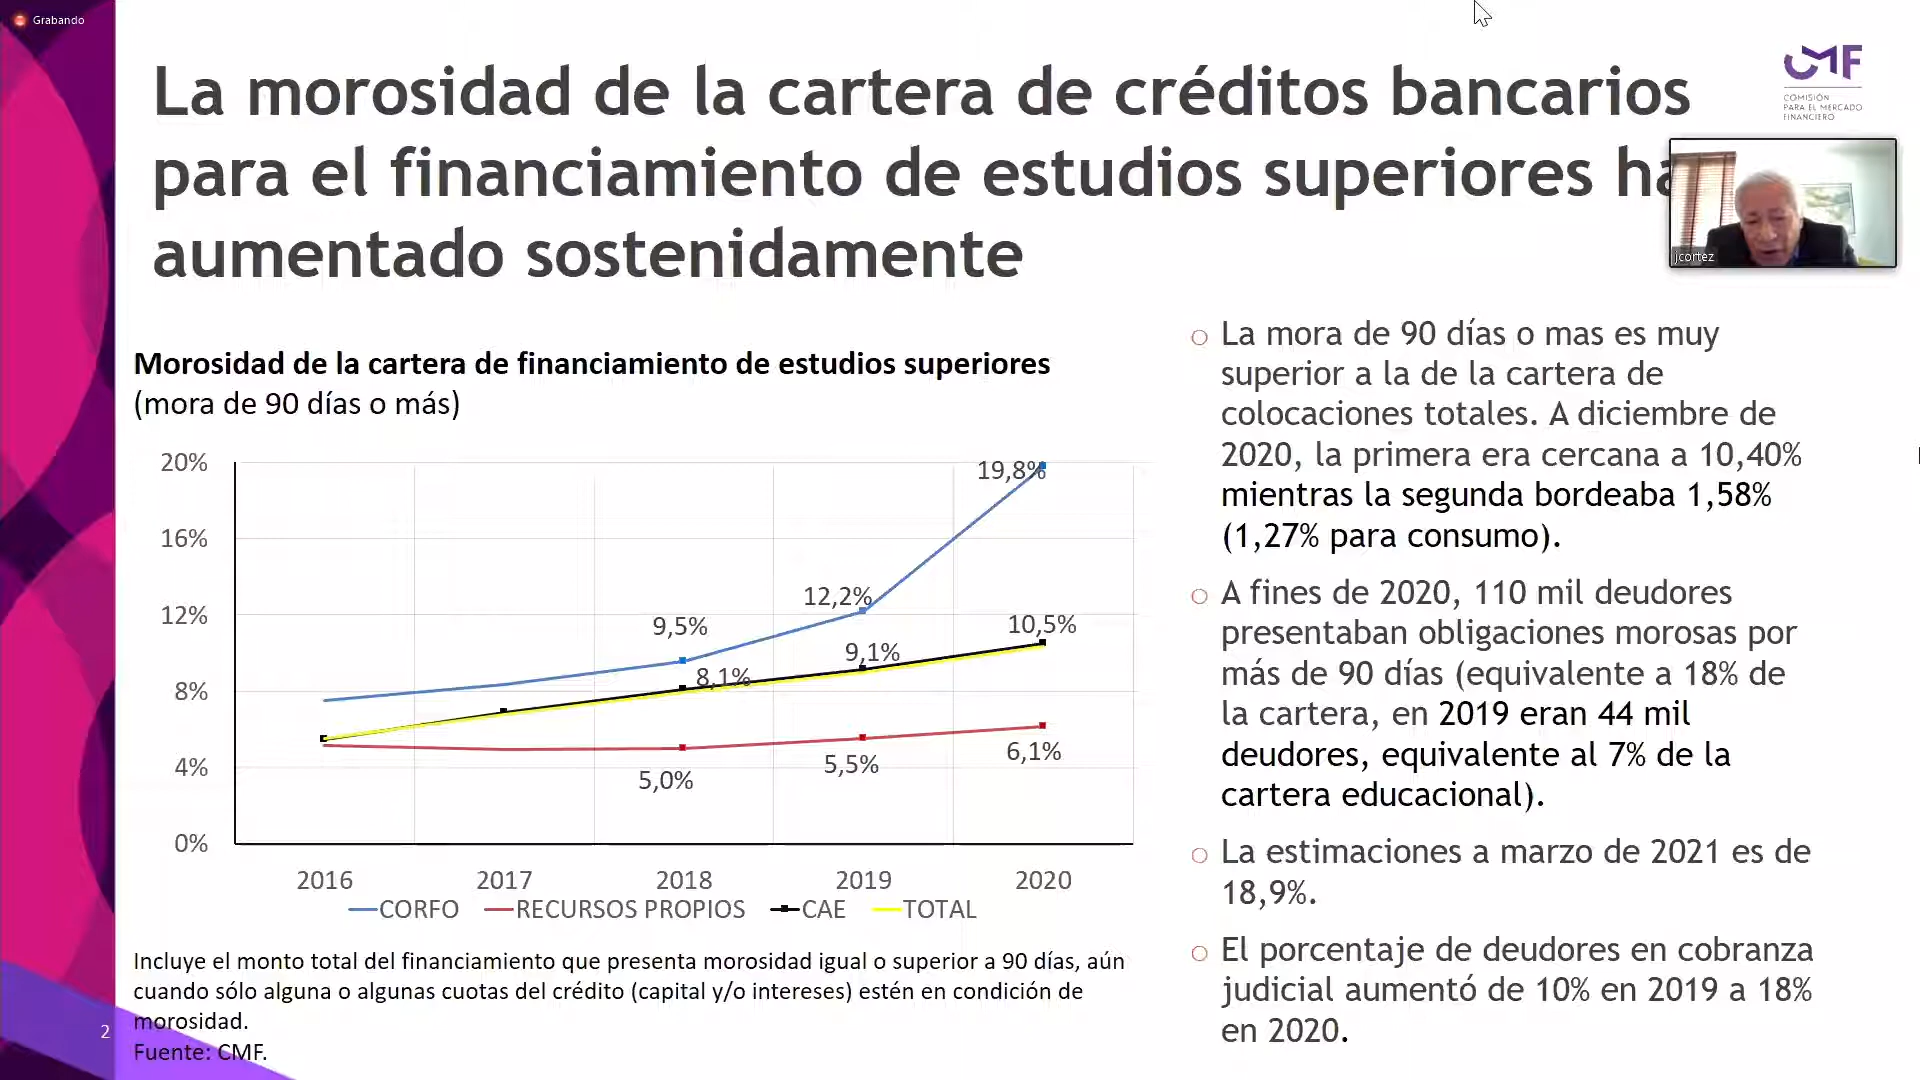 Grabando
La morosidad de la cartera de créditos bancarios
para el financiamiento de estudios superiores ha
aumentado sostenidamente
CMF
COMISIÓN
PARA EL MERCADO
FINANCIERO
jcortez
Morosidad de la cartera de financiamiento de estudios superiores
(mora de 90 días o más)
20%
16%
12%
8%
4%
0%
19,8%
12,2%
9,5%
10,5%
9,1%
8,1%
5,0%
5,5%
6,1%
2016 2017 2018 2019 2020
CORFO RECURSOS PROPIOS CAE TOTAL
Incluye el monto total del financiamiento que presenta morosidad igual o superior a 90 días, aún
cuando sólo alguna o algunas cuotas del crédito (capital y/o intereses) estén en condición de
morosidad.
Fuente: CMF.
2
La mora de 90 días o mas es muy
superior a la de la cartera de
colocaciones totales. A diciembre de
2020, la primera era cercana a 10,40%
mientras la segunda bordeaba 1,58%
(1,27% para consumo).
A fines de 2020, 110 mil deudores
presentaban obligaciones morosas por
más de 90 días (equivalente a 18% de
la cartera, en 2019 eran 44 mil
deudores, equivalente al 7% de la
cartera educacional).
La estimaciones a marzo de 2021 es de
18,9%.
El porcentaje de deudores en cobranza
judicial aumentó de 10% en 2019 a 18%
en 2020.